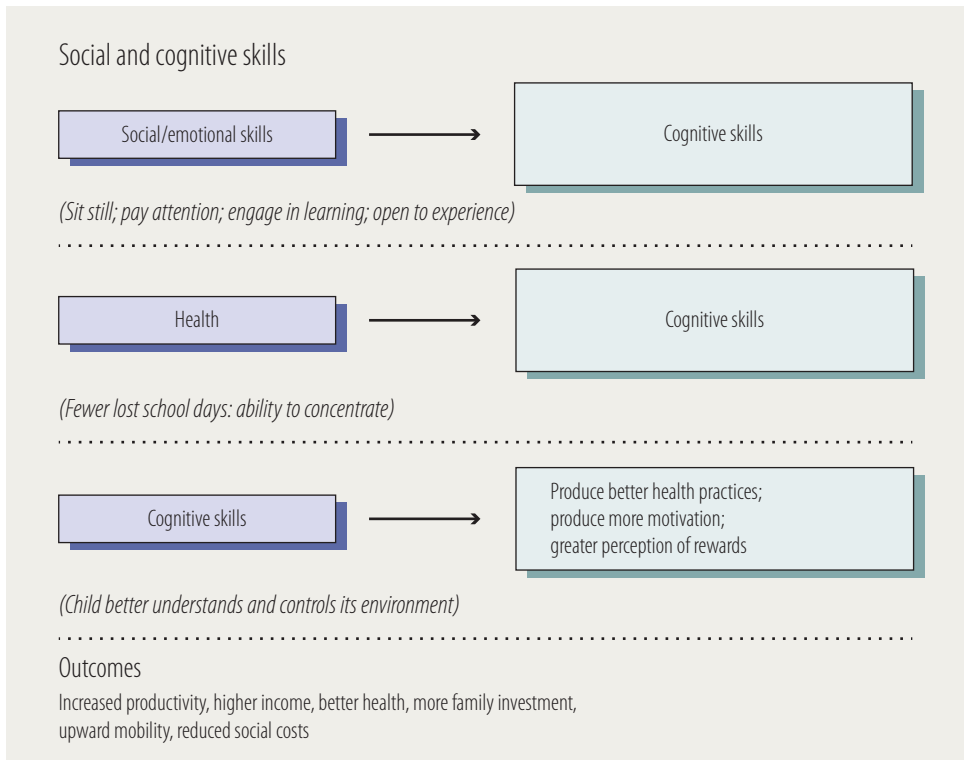 Social and cognitive skills
Social/emotional skills
Cognitive skills
(Sit still; pay attention; engage in learning; open to experience)
Health
Cognitive skills
(Fewer lost school days: ability to concentrate)
Cognitive skills
Produce better health practices;
produce more motivation;
greater perception of rewards
(Child better understands and controls its environment)
Outcomes
Increased productivity, higher income, better health, more family investment,
upward mobility, reduced social costs